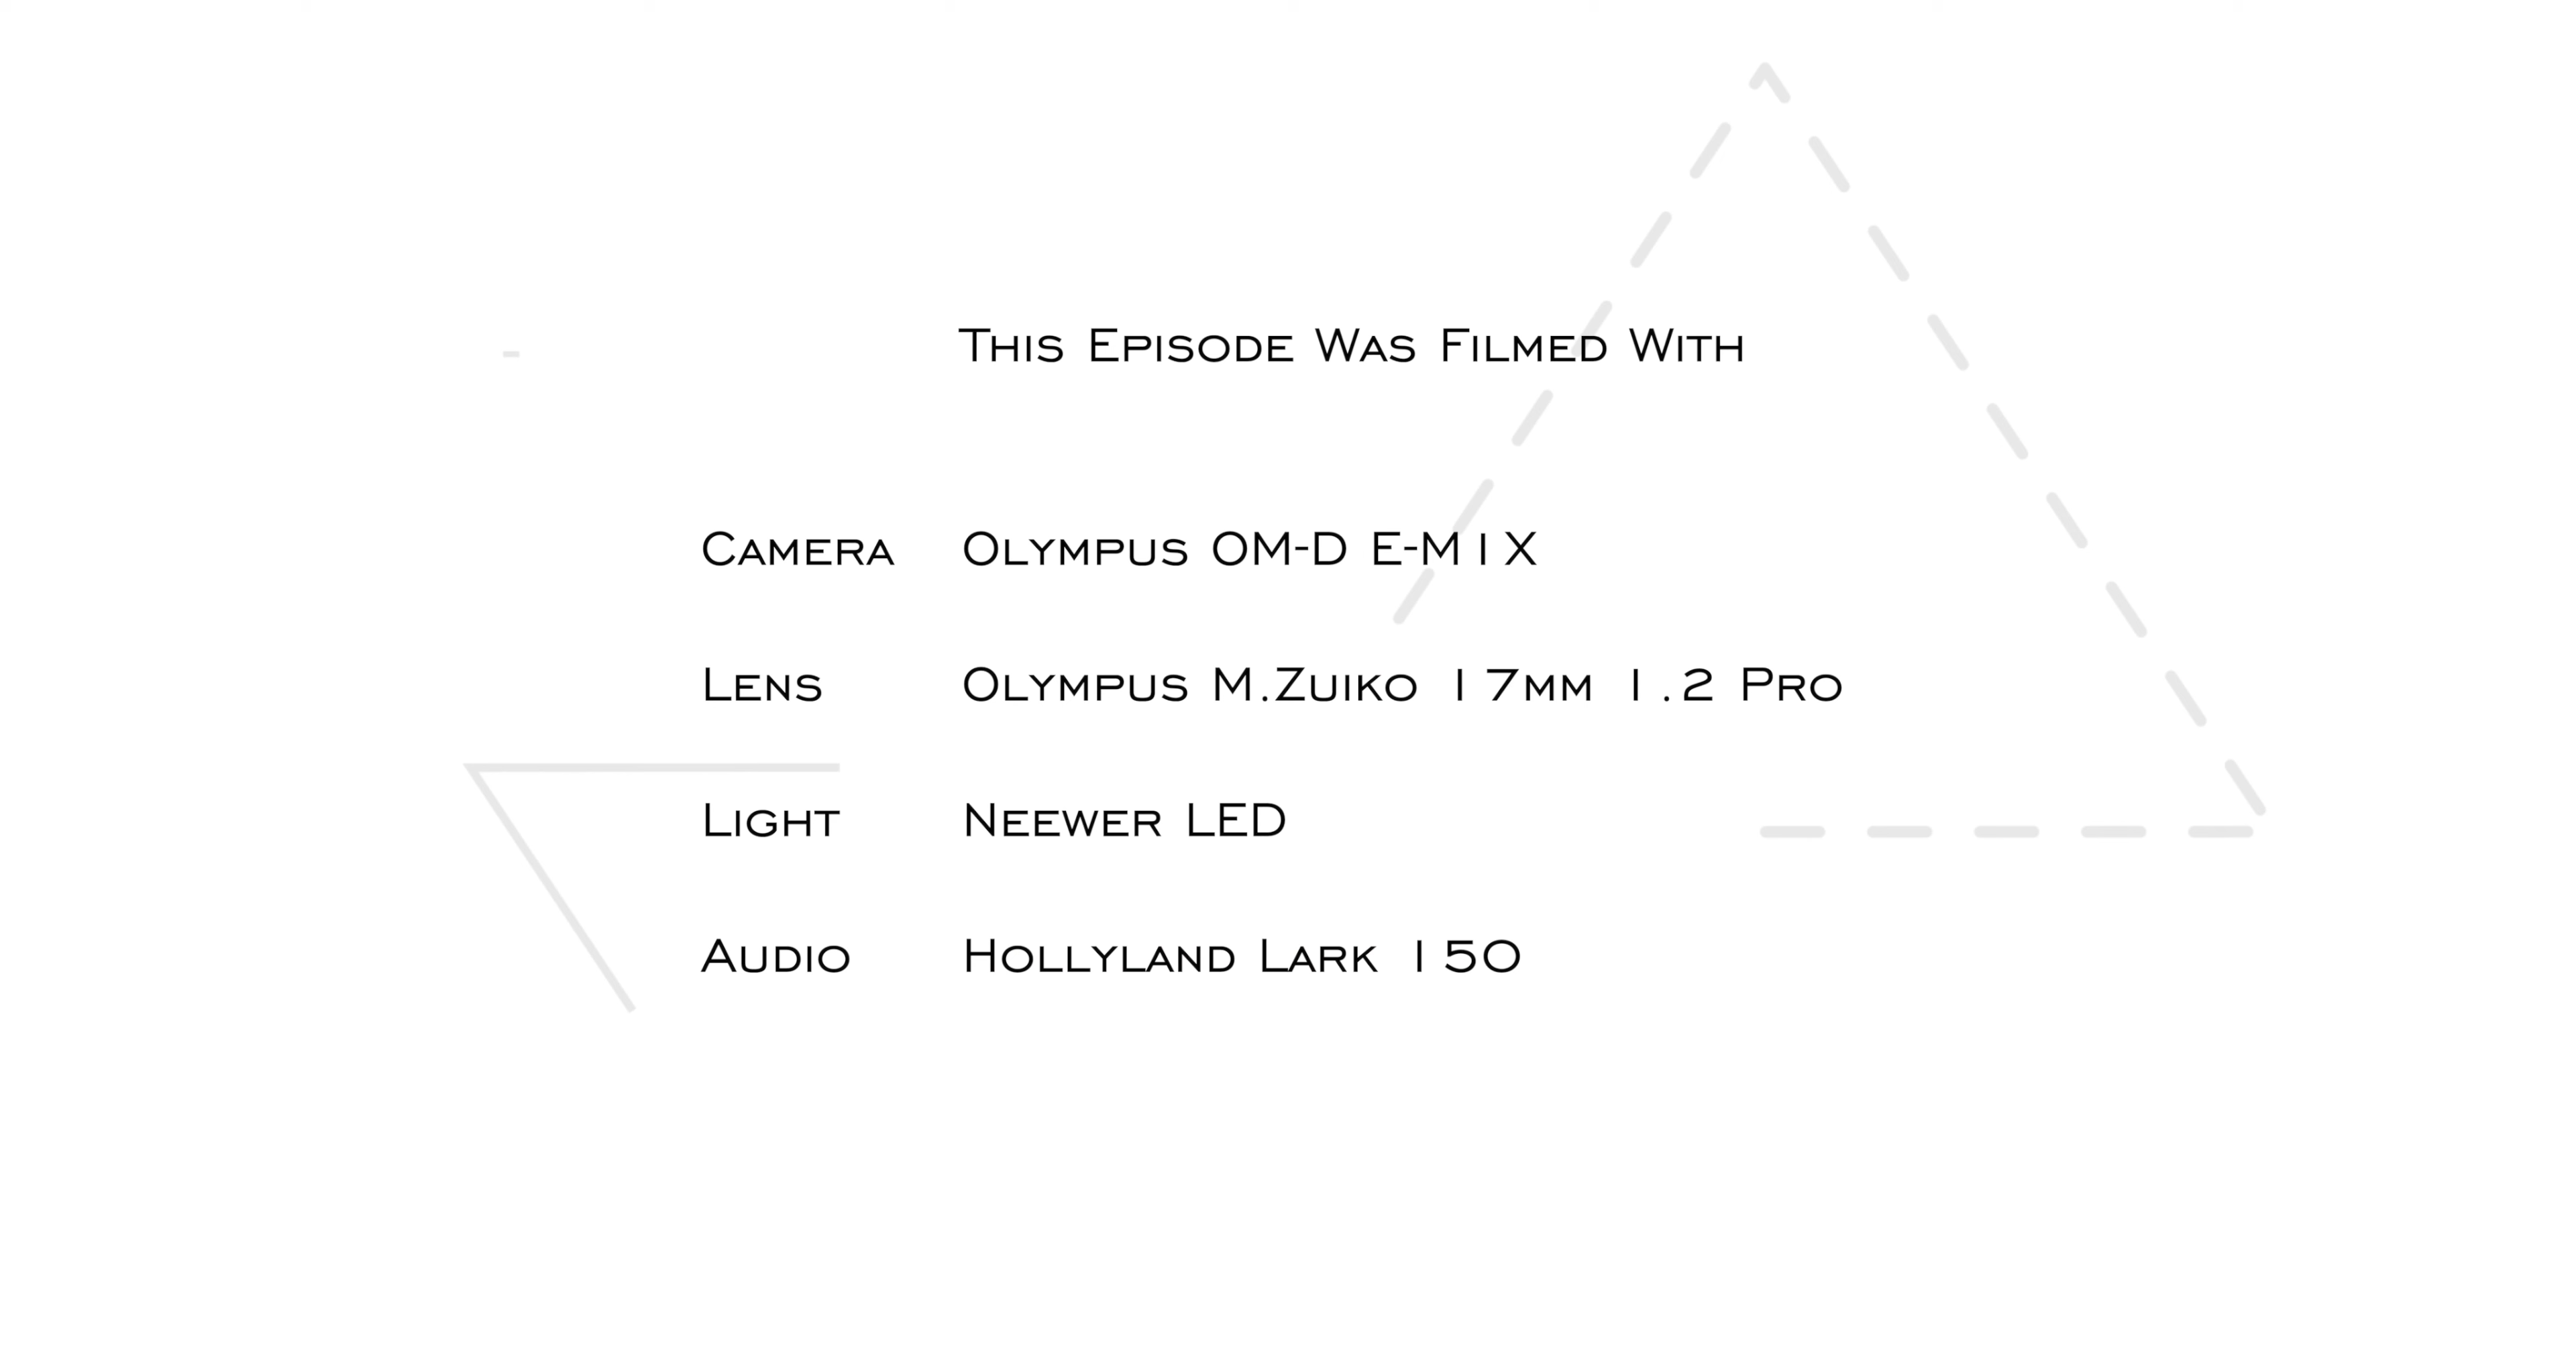 This Episode Was Filmed With
Camera Olympus OM-D E-M1X
Lens Olympus M.Zuiko 17mm 1.2 Pro
Light Neewer LED
Audio Hollyland Lark 150